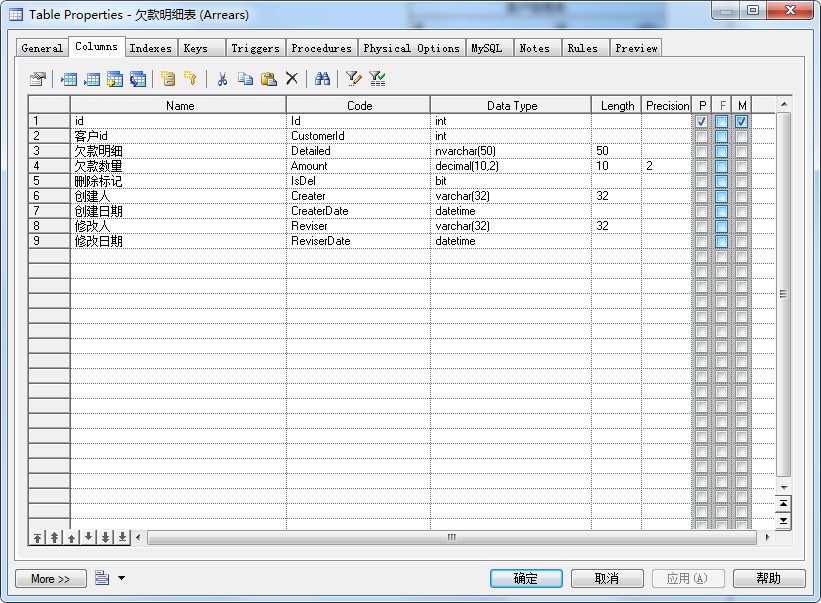 Table Properties - 欠款明细表 (Arrears)
General Columns Indexes Keys Triggers Procedures Physical Options MySQL Notes Rules Preview
Name Code Data Type Length Precision P F M
1 id Id int
2 客户id CustomerId int
3 欠款明细 Detailed nvarchar(50) 50
4 欠款数量 Amount decimal(10,2) 10 2
5 删除标记 IsDel bit
6 创建人 Creater varchar(32) 32
7 创建日期 CreaterDate datetime
8 修改人 Reviser varchar(32) 32
9 修改日期 ReviserDate datetime
More >> 确定 取消 应用(A) 帮助